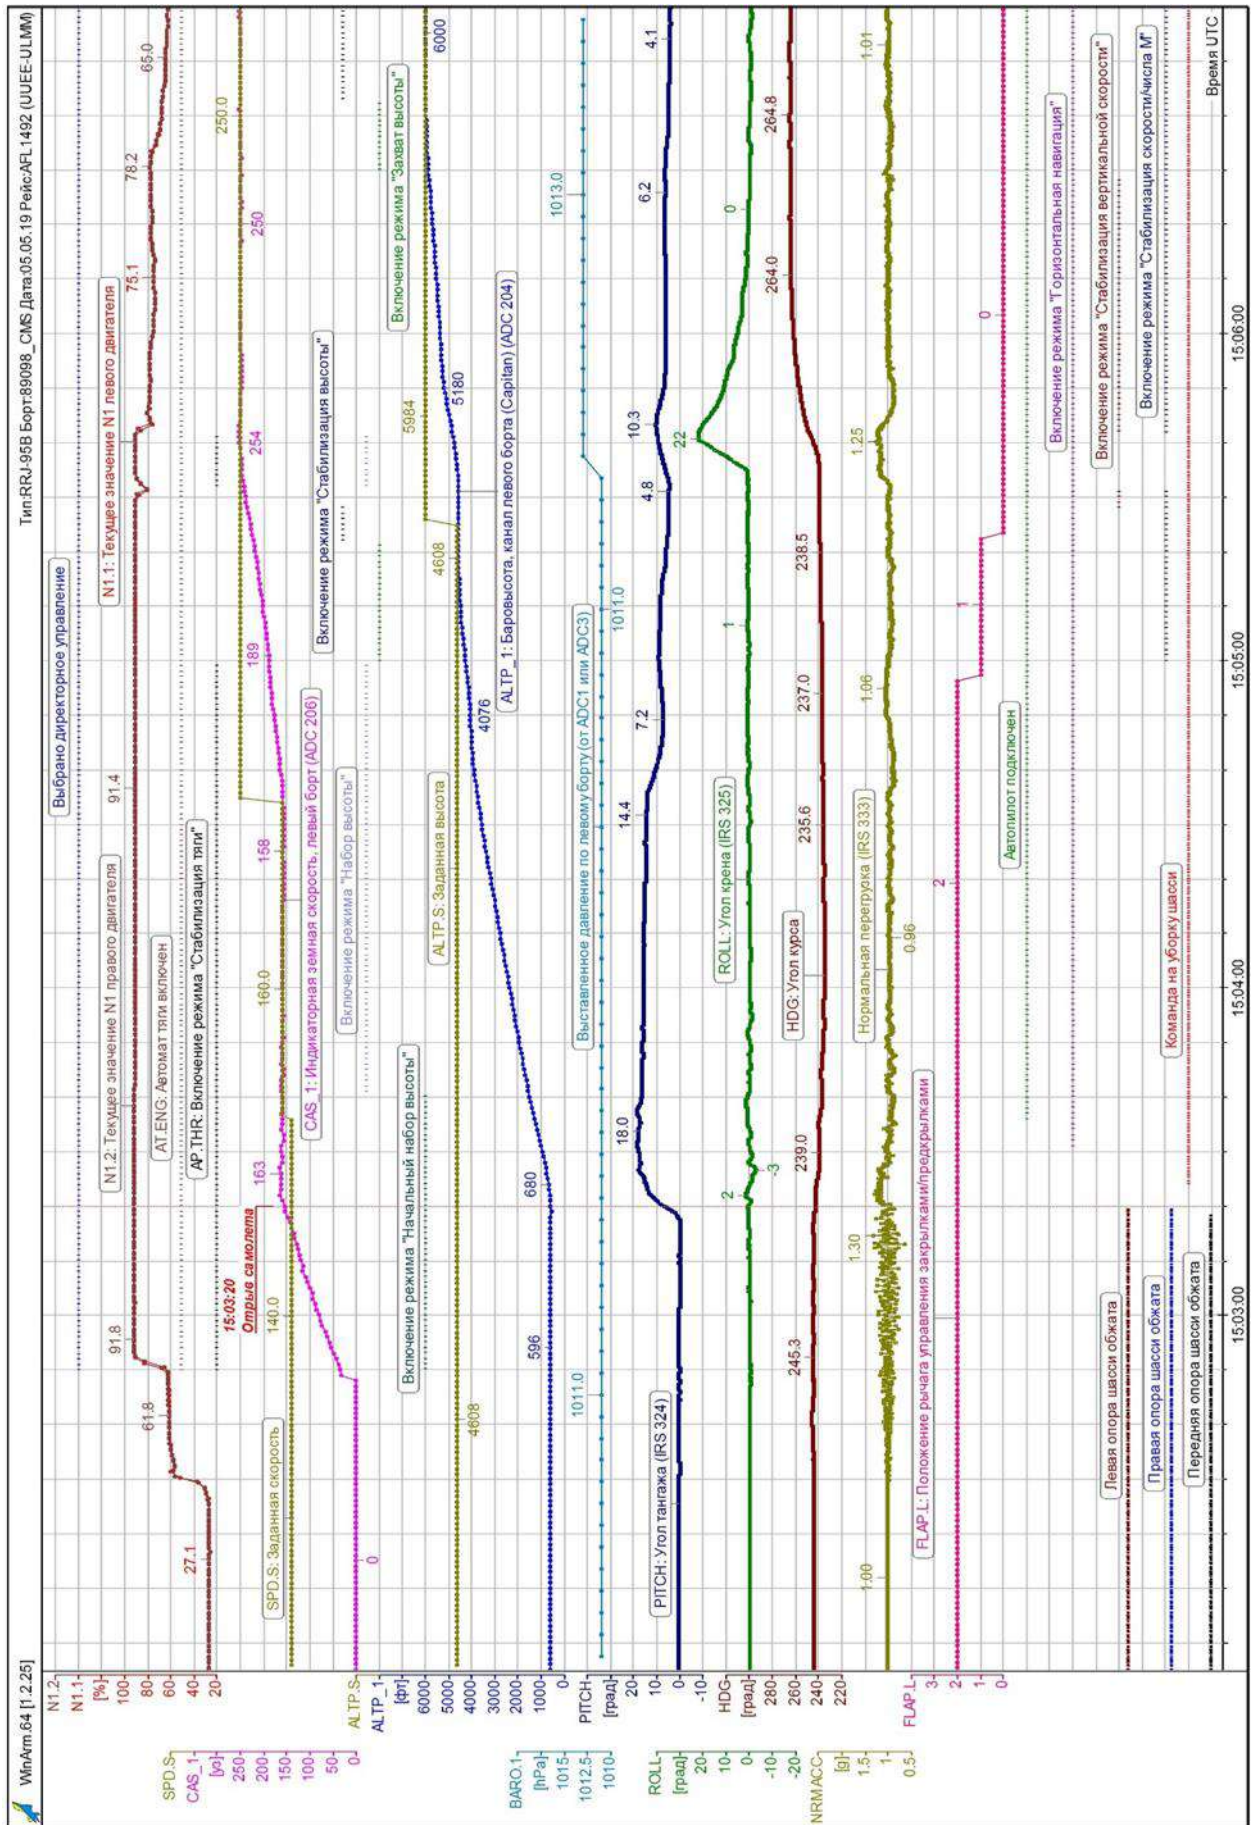 WinArm.64 [1.2.25]
Тип:RRJ-95B Борт:89098_CMS Дата:05.05.19 Рейс:AFL1492 (UUEE-ULMM)
N1.2
N1.1
[%]
100
80
60
40
20
Выбрано директорное управление
N1.2: Текущее значение N1 правого двигателя
N1.1: Текущее значение N1 левого двигателя
27.1
61.8
91.8
91.4
75.1
78.2
65.0
AT.ENG: Автомат тяги включен
AP.THR: Включение режима "Стабилизация тяги"
SPD.S
CAS_1
[уз]
250
200
150
100
50
0
SPD.S: Заданная скорость
15:03:20
Отрыв самолета
140.0
0
163
160.0
158
189
254
250
250.0
CAS_1: Индикаторная земная скорость, левый борт (ADC 206)
Включение режима "Набор высоты"
Включение режима "Стабилизация высоты"
Включение режима "Захват высоты"
Включение режима "Начальный набор высоты"
ALTP.S
ALTP_1
[фт]
6000
5000
4000
3000
2000
1000
0
ALTP.S: Заданная высота
4608
4608
5984
6000
596
680
4076
5180
ALTP_1: Баровысота, канал левого борта (Capitan) (ADC 204)
BARO.1
[hPa]
1015
1012.5
1010
1011.0
Выставленное давление по левому борту (от ADC1 или ADC3)
1011.0
1013.0
PITCH
[град]
20
10
0
-10
PITCH: Угол тангажа (IRS 324)
18.0
14.4
7.2
4.8
10.3
6.2
4.1
ROLL
[град]
20
10
0
-10
-20
2
-3
ROLL: Угол крена (IRS 325)
1
22
0
HDG
[град]
280
260
240
220
245.3
239.0
HDG: Угол курса
235.6
237.0
238.5
264.0
264.8
NRMACC
[g]
1.5
1
0.5
1.00
1.30
Нормальная перегрузка (IRS 333)
0.96
1.06
1.25
1.01
FLAP.L
3
2
1
0
FLAP.L: Положение рычага управления закрылками/предкрылками
2
1
0
Автопилот подключен
Включение режима "Горизонтальная навигация"
Включение режима "Стабилизация вертикальной скорости"
Включение режима "Стабилизация скорости/числа М"
Левая опора шасси обжата
Правая опора шасси обжата
Команда на уборку шасси
Передняя опора шасси обжата
15:03:00
15:04:00
15:05:00
15:06:00
Время UTC